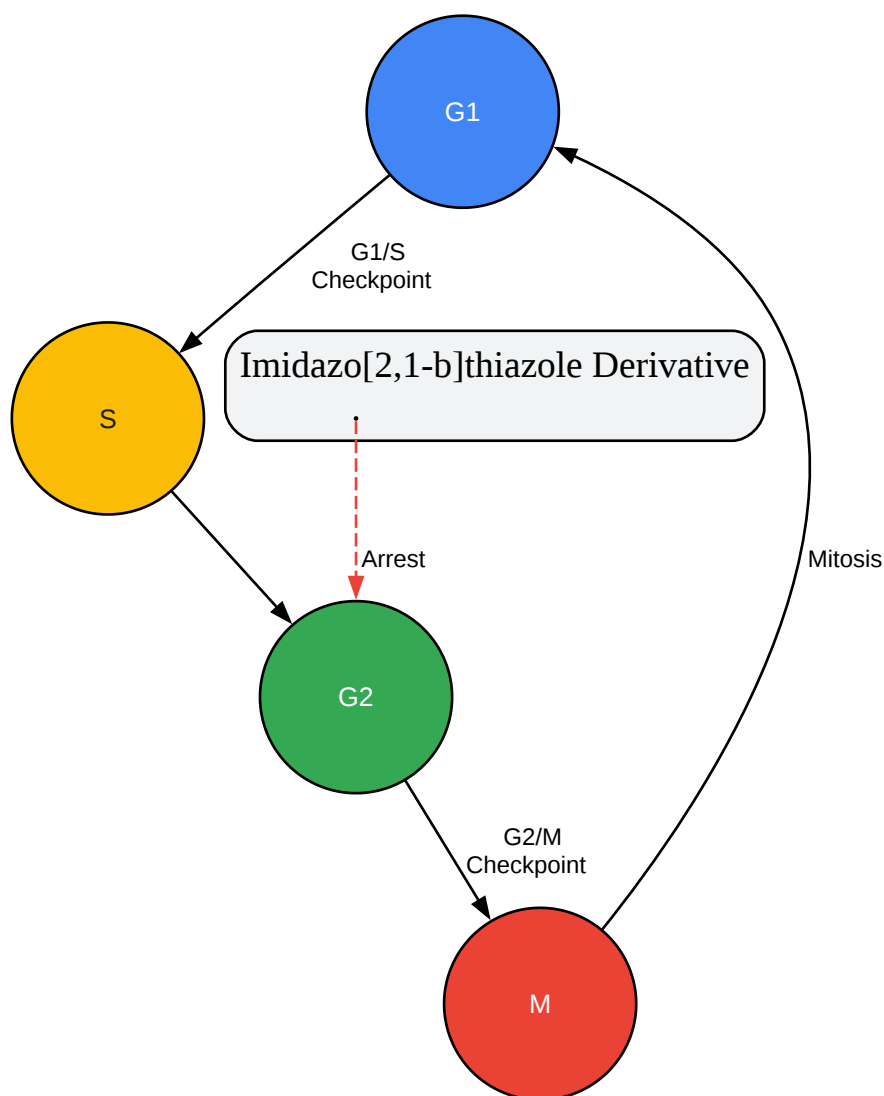 G1
G1/S
Checkpoint
Imidazo[2,1-b]thiazole Derivative
S
Arrest
Mitosis
G2
G2/M
Checkpoint
M